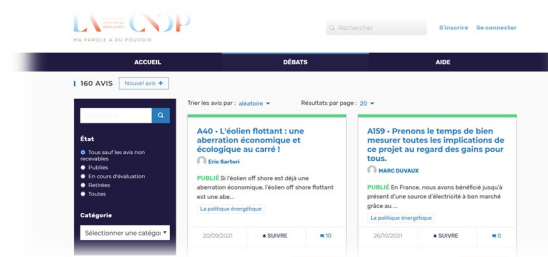 LA CNDP
MA PAROLE A DU POUVOIR
Rechercher
S'inscrire Se connecter
ACCUEIL DÉBATS AIDE
160 AVIS Nouvel avis +
Trier les avis par : aléatoire Résultats par page : 20
État
Tous sauf les avis non recevables
Publiés
En cours d'évaluation
Retirées
Toutes
Catégorie
Sélectionner une catégor
A40 • L'éolien flottant : une
aberration économique et
écologique au carré !
Eric Sartori
PUBLIÉ Si l'éolien off shore est déjà une
aberration économique, l'éolien off shore flottant
est une abe...
La politique énergétique
20/09/2021 SUIVRE 10
A159 • Prenons le temps de bien
mesurer toutes les implications de
ce projet au regard des gains pour
tous.
MARC DUVAUX
PUBLIÉ En France, nous avons bénéficié jusqu'à
présent d'une source d'électricité à bon marché
grâce au ...
La politique énergétique
26/10/2021 SUIVRE 0